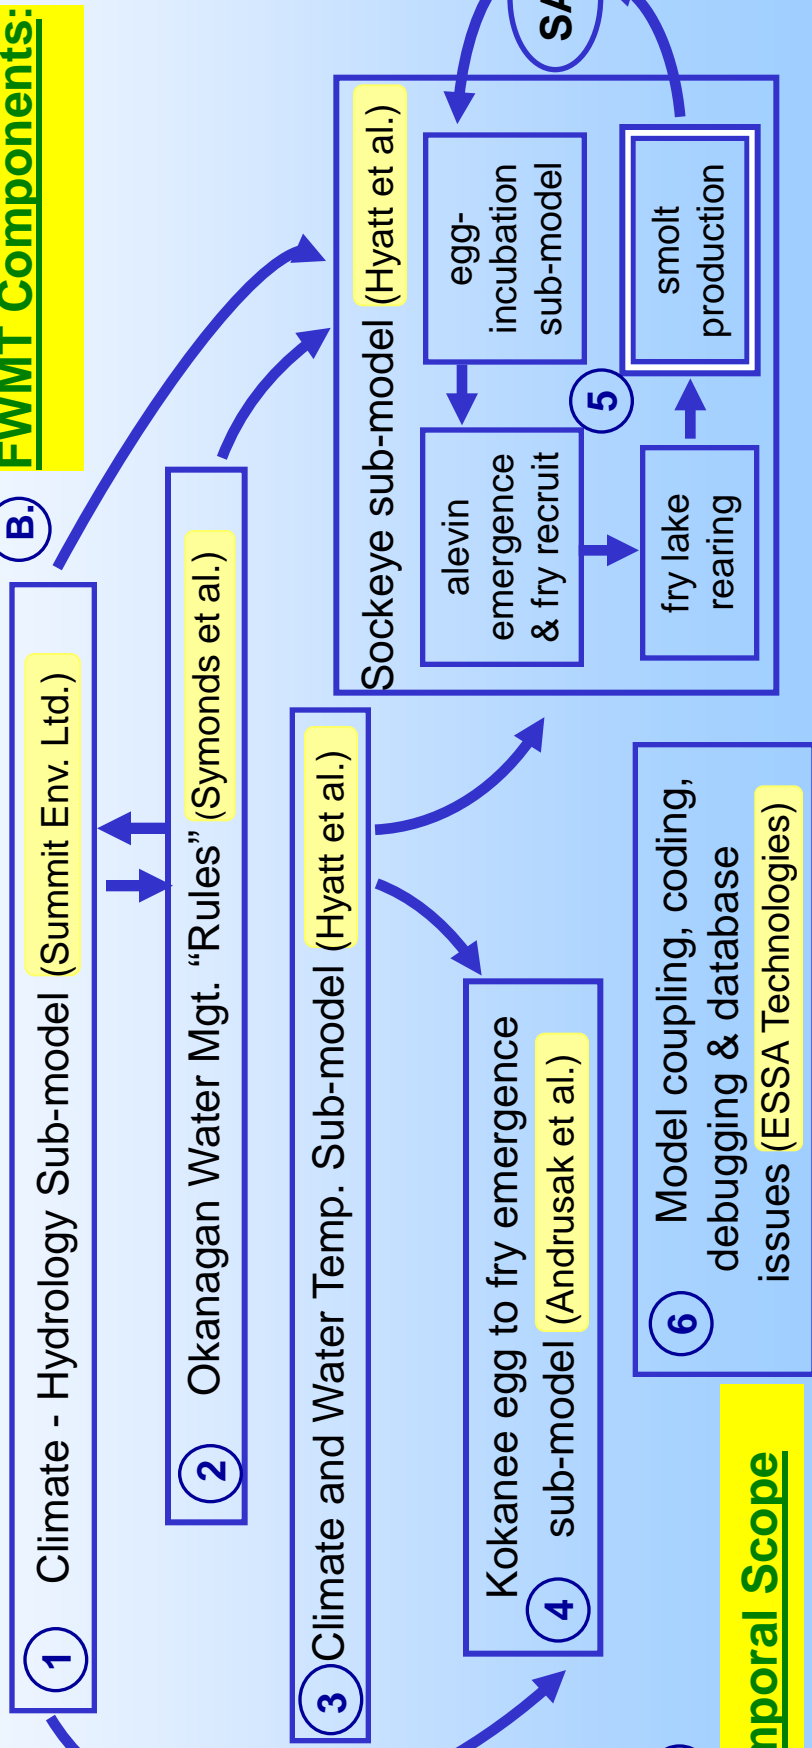 B.
FWMT Components:
1
Climate - Hydrology Sub-model (Summit Env. Ltd.)
2
Okanagan Water Mgt. “Rules” (Symonds et al.)
3
Climate and Water Temp. Sub-model (Hyatt et al.)
Sockeye sub-model (Hyatt et al.)
alevin
emergence
& fry recruit
egg-
incubation
sub-model
5
fry lake
rearing
smolt
production
4
Kokanee egg to fry emergence
sub-model (Andrusak et al.)
6
Model coupling, coding,
debugging & database
issues (ESSA Technologies)
Scope